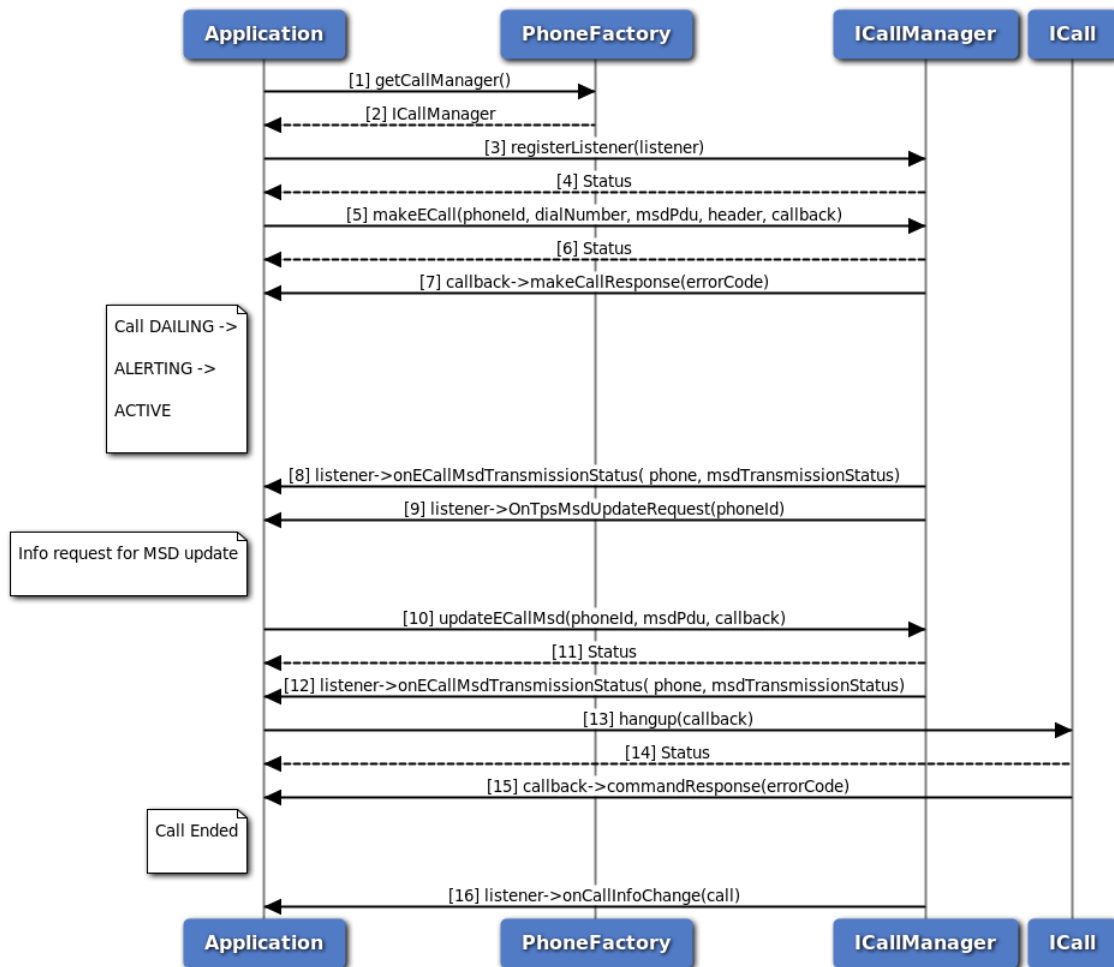 Application
PhoneFactory
ICallManager
ICall
[1] getCallManager()
[2] ICallManager
[3] registerListener(listener)
[4] Status
[5] makeECall(phoneId, dialNumber, msdPdu, header, callback)
[6] Status
[7] callback->makeCallResponse(errorCode)
Call DAILING ->
ALERTING ->
ACTIVE
[8] listener->onECallMsdTransmissionStatus( phone, msdTransmissionStatus)
[9] listener->OnTpsMsdUpdateRequest(phoneId)
Info request for MSD update
[10] updateECallMsd(phoneId, msdPdu, callback)
[11] Status
[12] listener->onECallMsdTransmissionStatus( phone, msdTransmissionStatus)
[13] hangup(callback)
[14] Status
[15] callback->commandResponse(errorCode)
Call Ended
[16] listener->onCallInfoChange(call)
Application
PhoneFactory
ICallManager
ICall